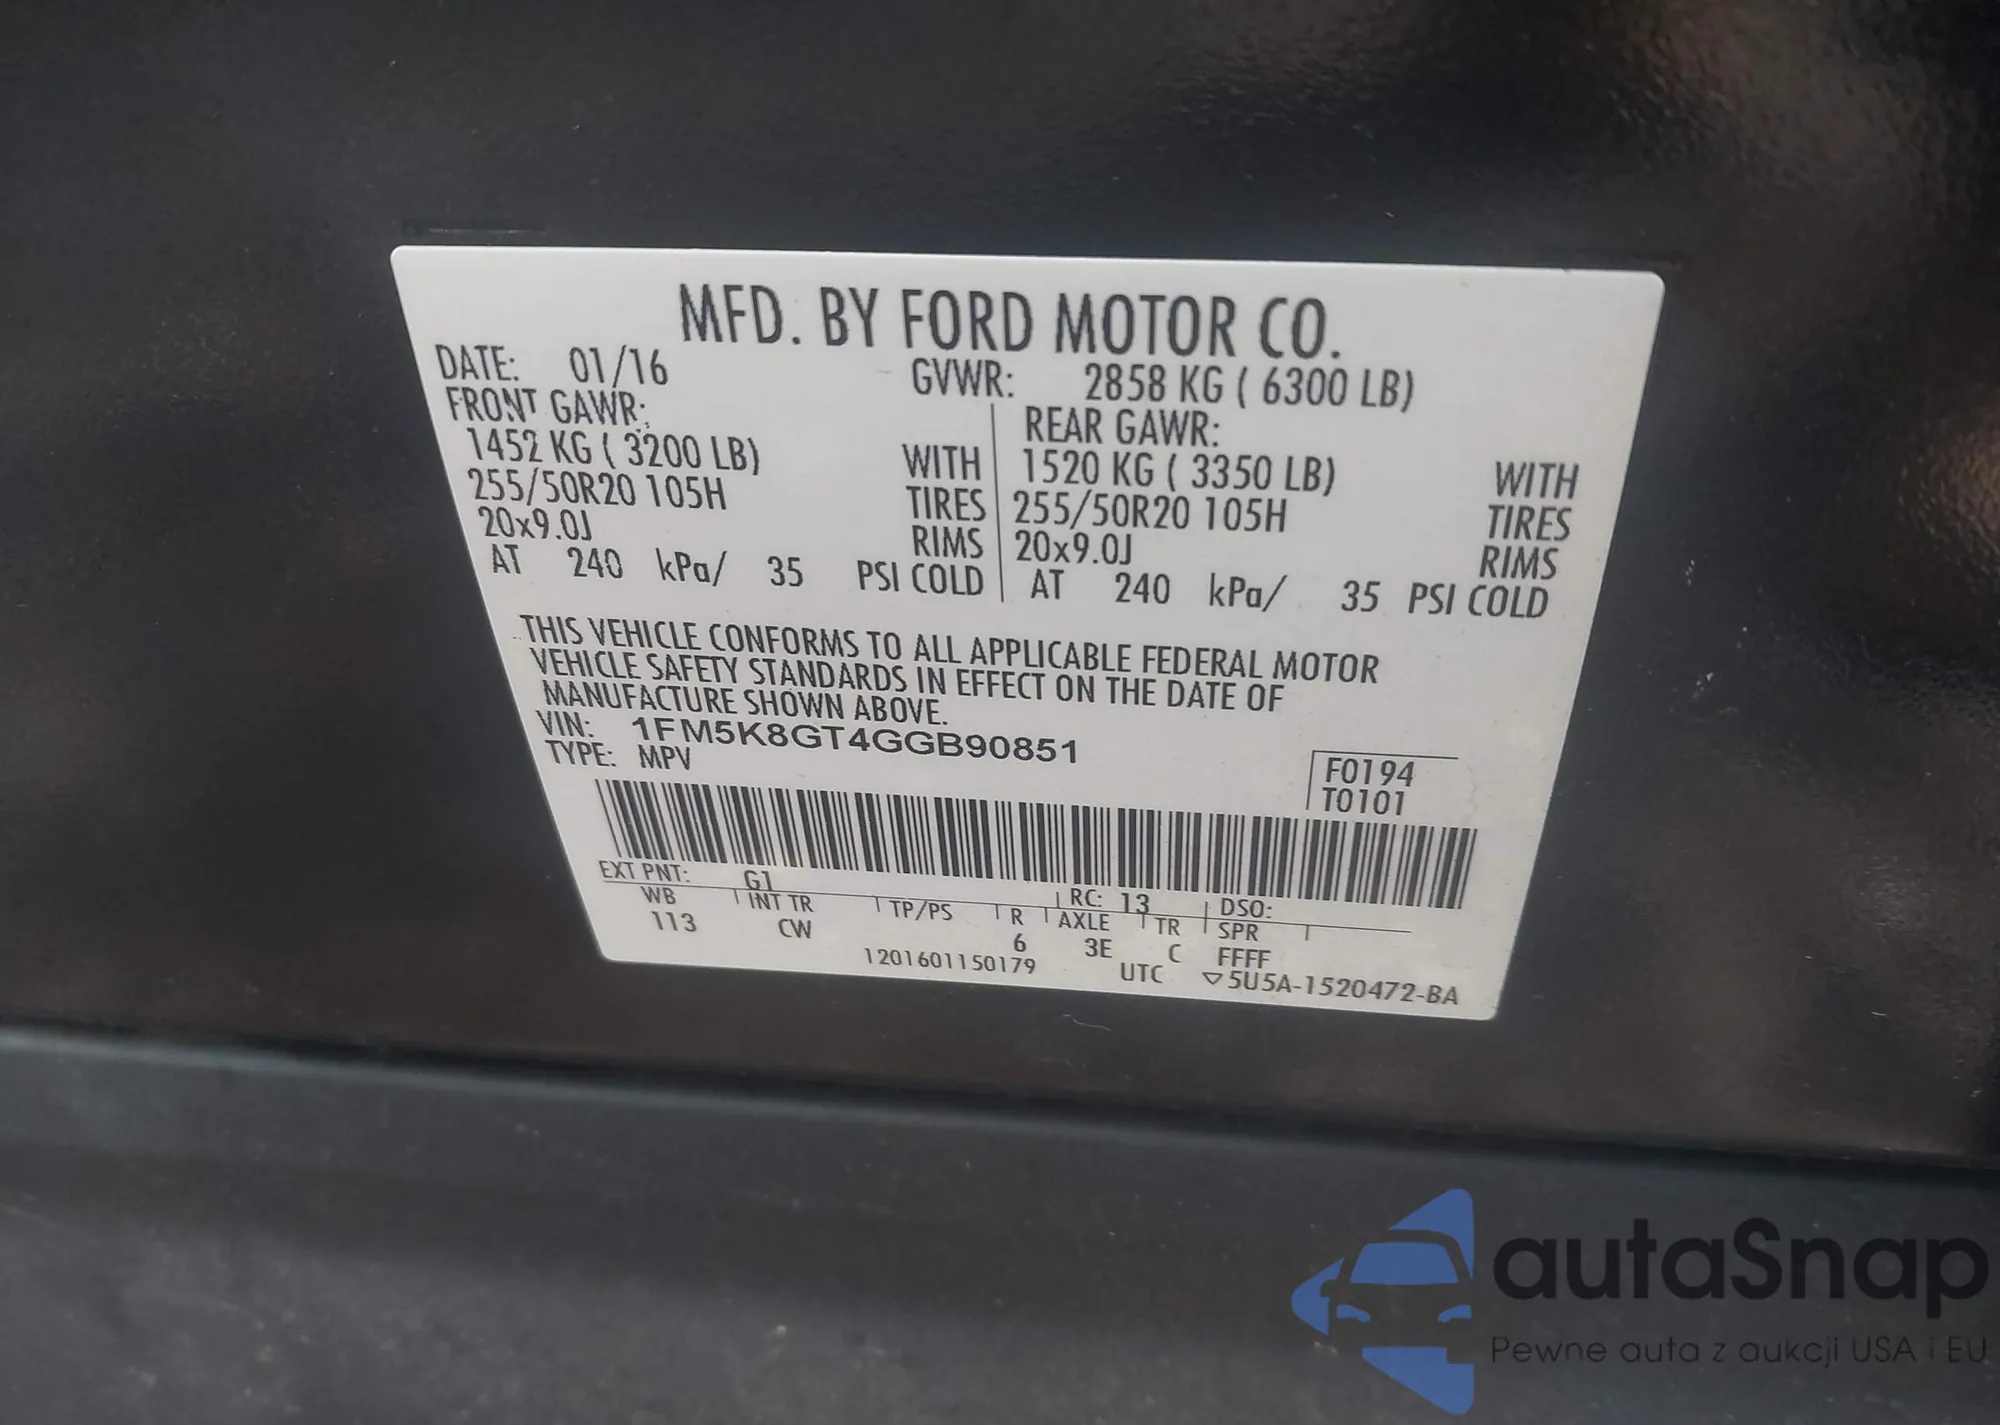 MFD. BY FORD MOTOR CO.
DATE: 01/16 GVWR: 2858 KG ( 6300 LB)
FRONT GAWR: REAR GAWR:
1452 KG ( 3200 LB) WITH 1520 KG ( 3350 LB) WITH
255/50R20 105H TIRES 255/50R20 105H TIRES
20x9.0J RIMS 20x9.0J RIMS
AT 240 kPa/ 35 PSI COLD AT 240 kPa/ 35 PSI COLD
THIS VEHICLE CONFORMS TO ALL APPLICABLE FEDERAL MOTOR
VEHICLE SAFETY STANDARDS IN EFFECT ON THE DATE OF
MANUFACTURE SHOWN ABOVE.
VIN: 1FM5K8GT4GGB90851
TYPE: MPV
F0194
T0101
EXT PNT: G1 RC: 13 DSO:
WB INT TR TP/PS R AXLE TR SPR
113 CW 6 3E C FFFF
1201601150179 UTC ▽5U5A-1520472-BA
autaSnap
Pewne auta z aukcji USA i EU